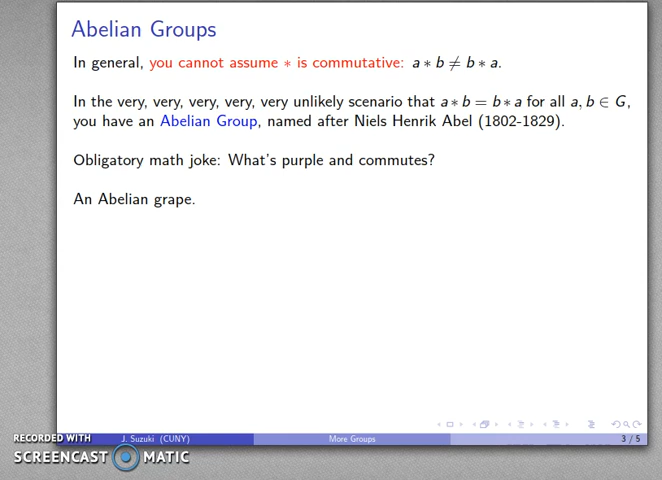 Abelian Groups
In general, you cannot assume ∗ is commutative: a ∗ b ≠ b ∗ a.
In the very, very, very, very, very unlikely scenario that a ∗ b = b ∗ a for all a, b ∈ G,
you have an Abelian Group, named after Niels Henrik Abel (1802-1829).
Obligatory math joke: What's purple and commutes?
An Abelian grape.
J. Suzuki (CUNY) More Groups 3 / 5
RECORDED WITH
SCREENCAST MATIC